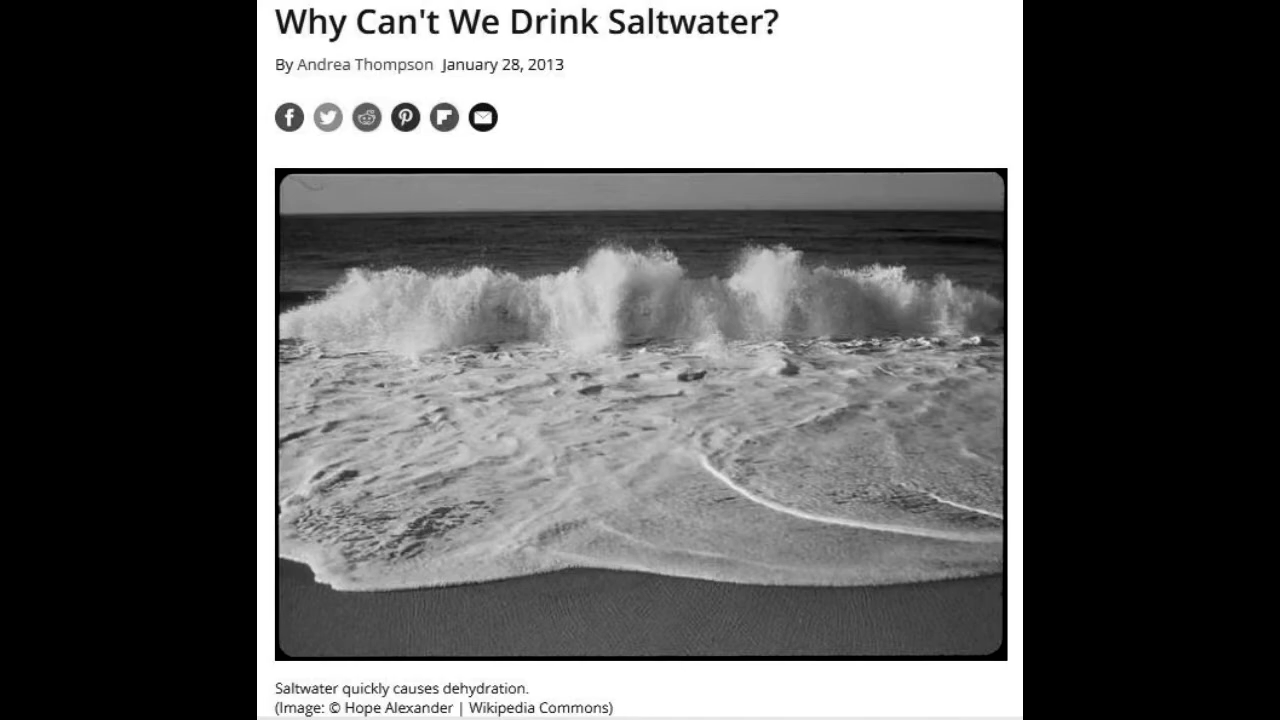 Why Can't We Drink Saltwater?
By Andrea Thompson January 28, 2013
Saltwater quickly causes dehydration.
(Image: © Hope Alexander | Wikipedia Commons)